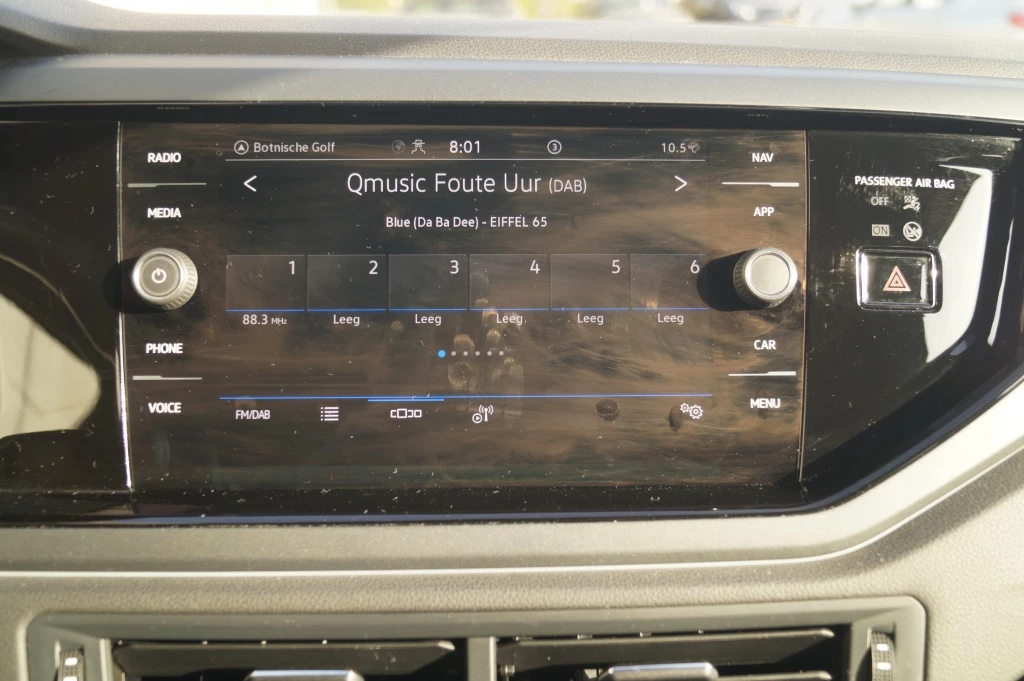 RADIO
MEDIA
PHONE
VOICE
Botnische Golf 8:01 3 10.5°C
< Qmusic Foute Uur (DAB) >
Blue (Da Ba Dee) - EIFFEL 65
1 2 3 4 5 6
88.3 MHz Leeg Leeg Leeg Leeg Leeg
FM/DAB
NAV
APP
CAR
MENU
PASSENGER AIR BAG
OFF
ON